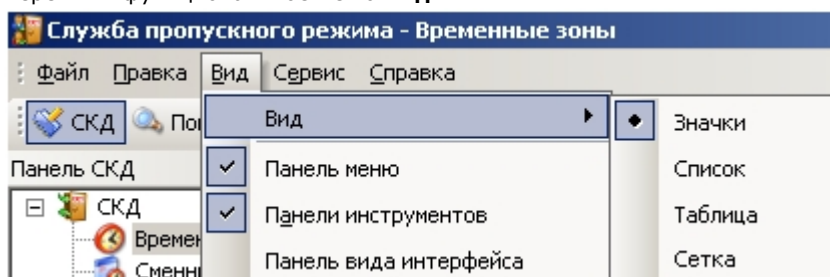 Служба пропускного режима - Временные зоны
Файл Правка Вид Сервис Справка
СКД
Вид
Значки
Панель СКД
Панель меню
Список
СКД
Панели инструментов
Таблица
Панель вида интерфейса
Сетка